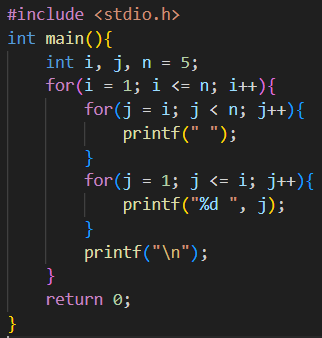 #include <stdio.h>
int main(){
    int i, j, n = 5;
    for(i = 1; i <= n; i++){
        for(j = i; j < n; j++){
            printf(" ");
        }
        for(j = 1; j <= i; j++){
            printf("%d ", j);
        }
        printf("\n");
    }
    return 0;
}